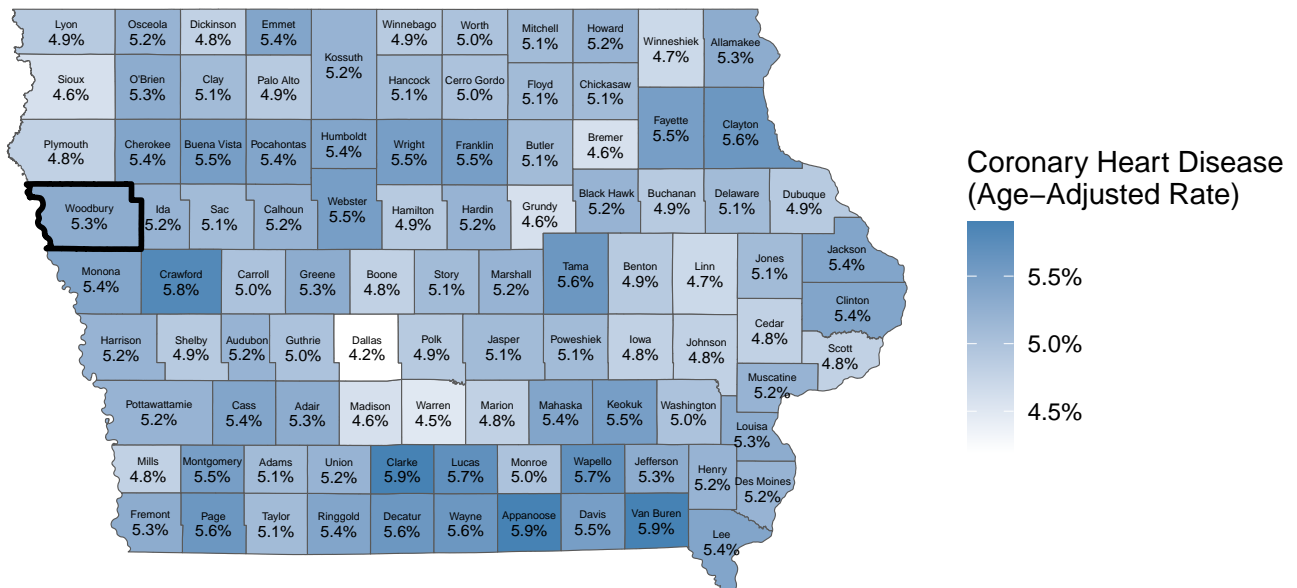 Lyon
4.9%
Osceola
5.2%
Dickinson
4.8%
Emmet
5.4%
Kossuth
5.2%
Winnebago
4.9%
Worth
5.0%
Mitchell
5.1%
Howard
5.2%
Winneshiek
4.7%
Allamakee
5.3%
Sioux
4.6%
O'Brien
5.3%
Clay
5.1%
Palo Alto
4.9%
Hancock
5.1%
Cerro Gordo
5.0%
Floyd
5.1%
Chickasaw
5.1%
Fayette
5.5%
Clayton
5.6%
Plymouth
4.8%
Cherokee
5.4%
Buena Vista
5.5%
Pocahontas
5.4%
Humboldt
5.4%
Wright
5.5%
Franklin
5.5%
Butler
5.1%
Bremer
4.6%
Woodbury
5.3%
Ida
5.2%
Sac
5.1%
Calhoun
5.2%
Webster
5.5%
Hamilton
4.9%
Hardin
5.2%
Grundy
4.6%
Black Hawk
5.2%
Buchanan
4.9%
Delaware
5.1%
Dubuque
4.9%
Monona
5.4%
Crawford
5.8%
Carroll
5.0%
Greene
5.3%
Boone
4.8%
Story
5.1%
Marshall
5.2%
Tama
5.6%
Benton
4.9%
Linn
4.7%
Jones
5.1%
Jackson
5.4%
Clinton
5.4%
Harrison
5.2%
Shelby
4.9%
Audubon
5.2%
Guthrie
5.0%
Dallas
4.2%
Polk
4.9%
Jasper
5.1%
Poweshiek
5.1%
Iowa
4.8%
Johnson
4.8%
Cedar
4.8%
Scott
4.8%
Muscatine
5.2%
Pottawattamie
5.2%
Cass
5.4%
Adair
5.3%
Madison
4.6%
Warren
4.5%
Marion
4.8%
Mahaska
5.4%
Keokuk
5.5%
Washington
5.0%
Louisa
5.3%
Mills
4.8%
Montgomery
5.5%
Adams
5.1%
Union
5.2%
Clarke
5.9%
Lucas
5.7%
Monroe
5.0%
Wapello
5.7%
Jefferson
5.3%
Henry
5.2%
Des Moines
5.2%
Fremont
5.3%
Page
5.6%
Taylor
5.1%
Ringgold
5.4%
Decatur
5.6%
Wayne
5.6%
Appanoose
5.9%
Davis
5.5%
Van Buren
5.9%
Lee
5.4%
Coronary Heart Disease
(Age−Adjusted Rate)
5.5%
5.0%
4.5%